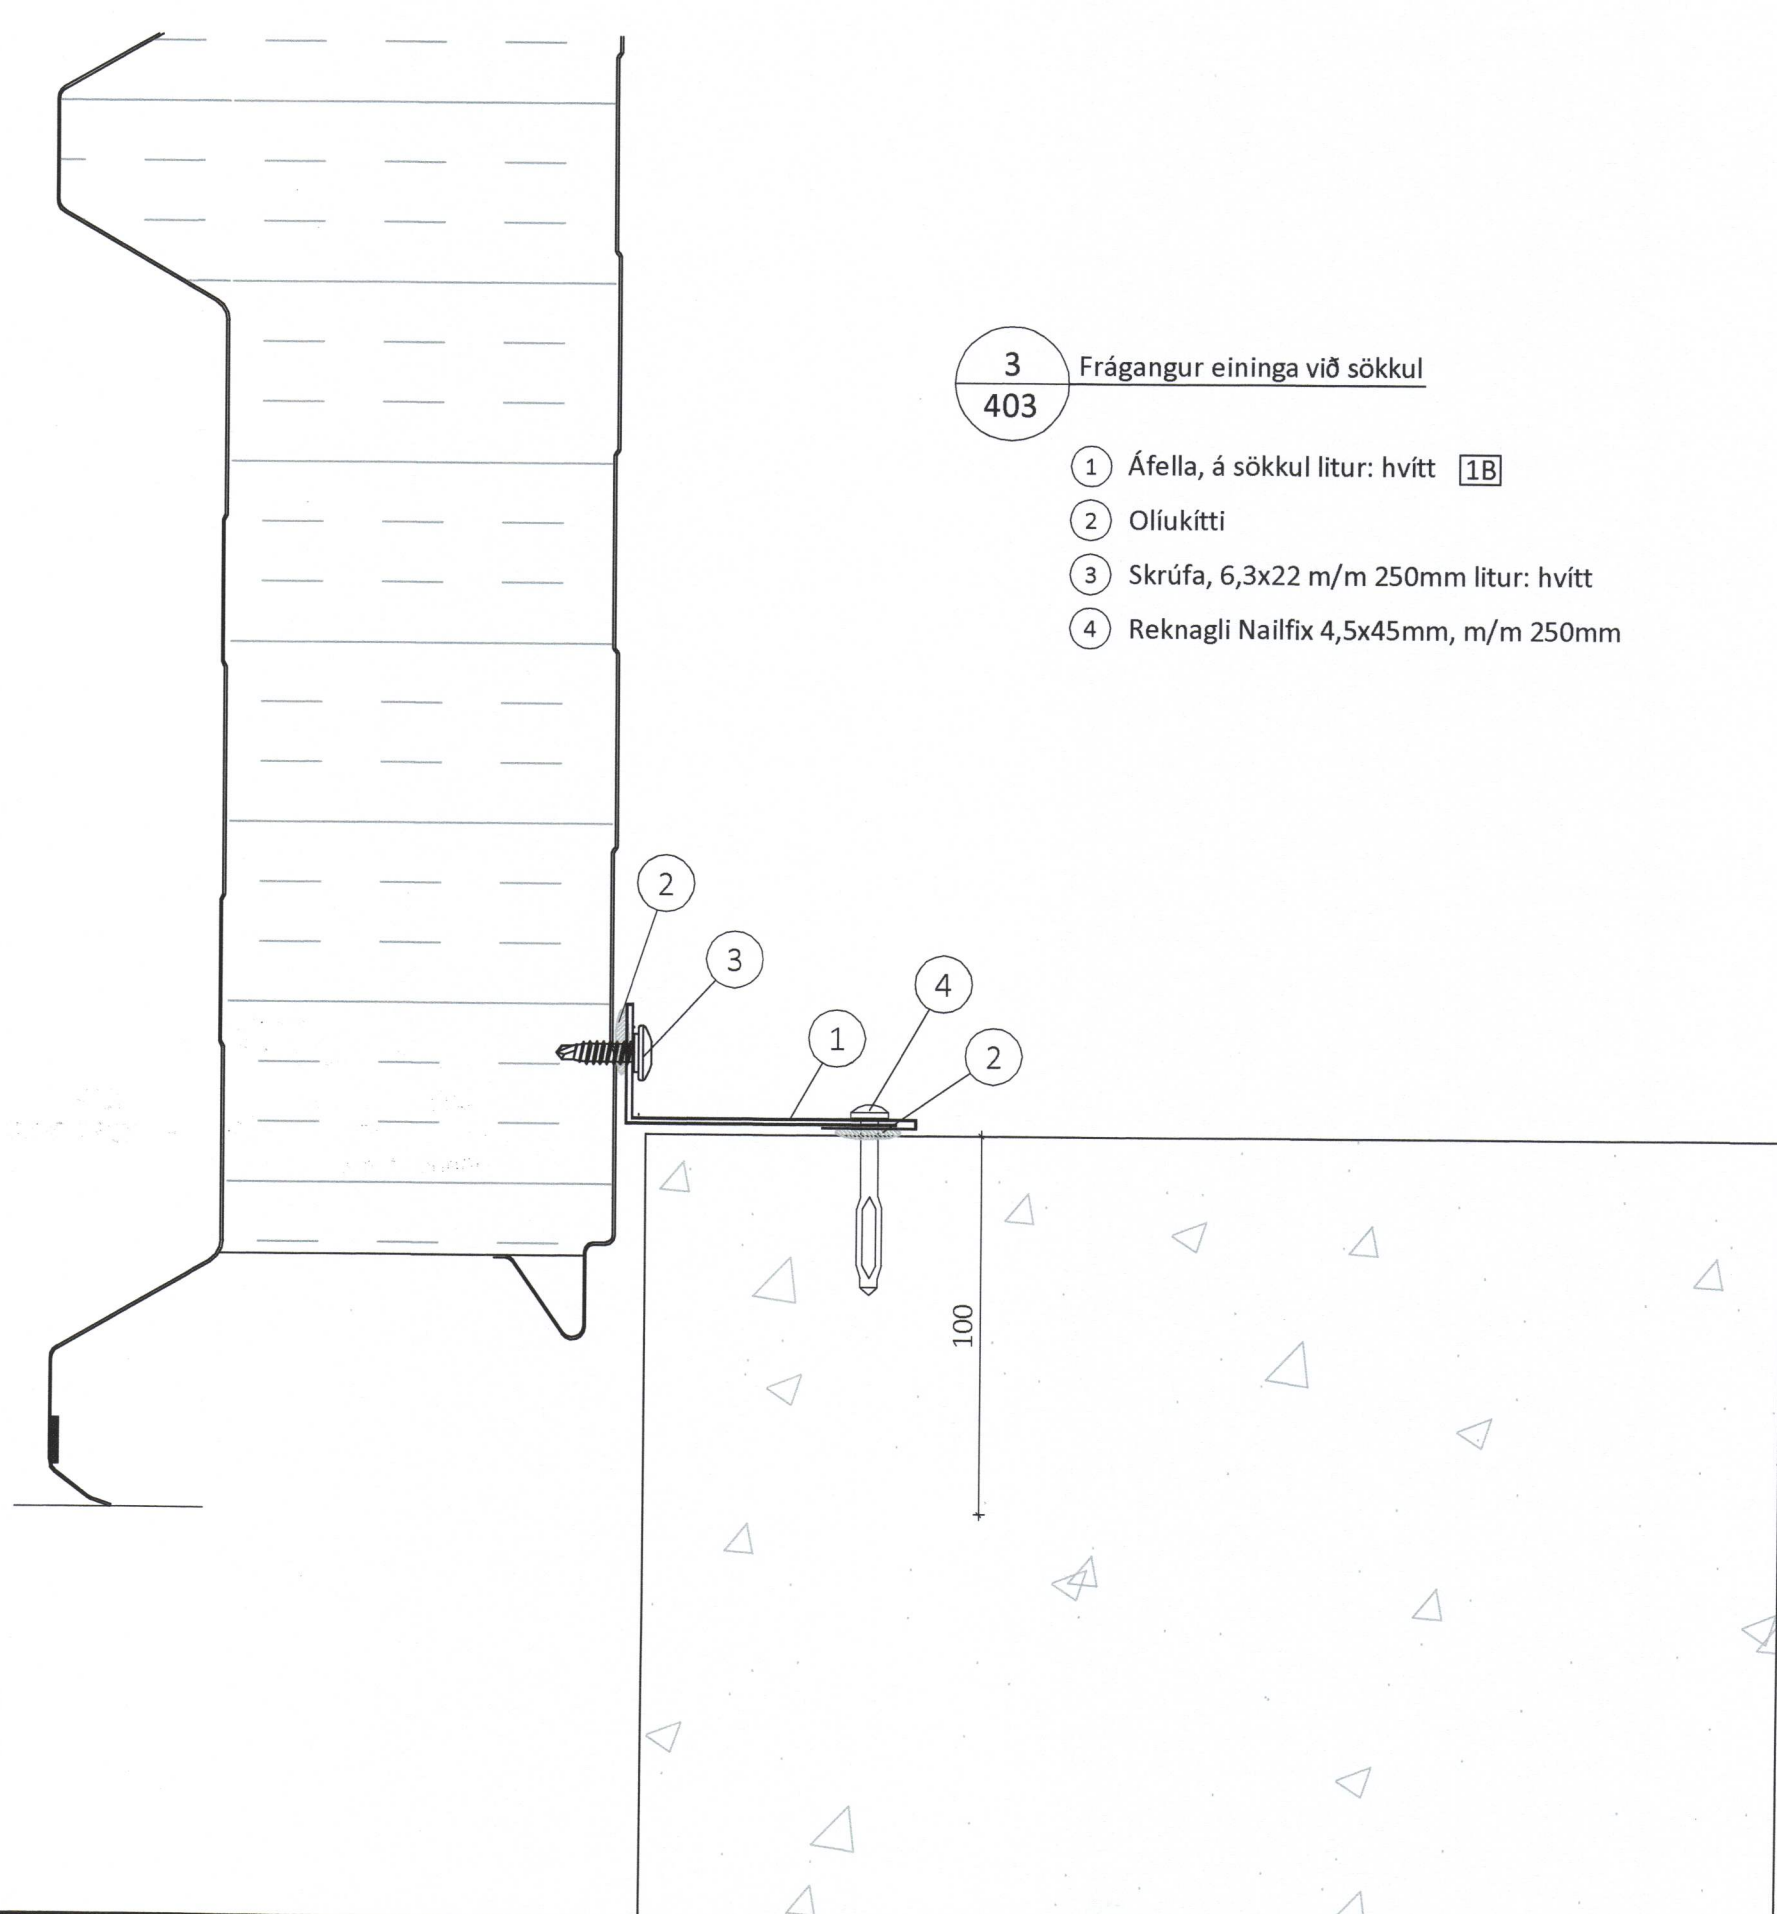 3
403
Frágangur eininga við sökkul
1 Áfella, á sökkul litur: hvítt 1B
2 Olíukítti
3 Skrúfa, 6,3x22 m/m 250mm litur: hvítt
4 Reknagli Nailfix 4,5x45mm, m/m 250mm
2
3
4
1
2
100